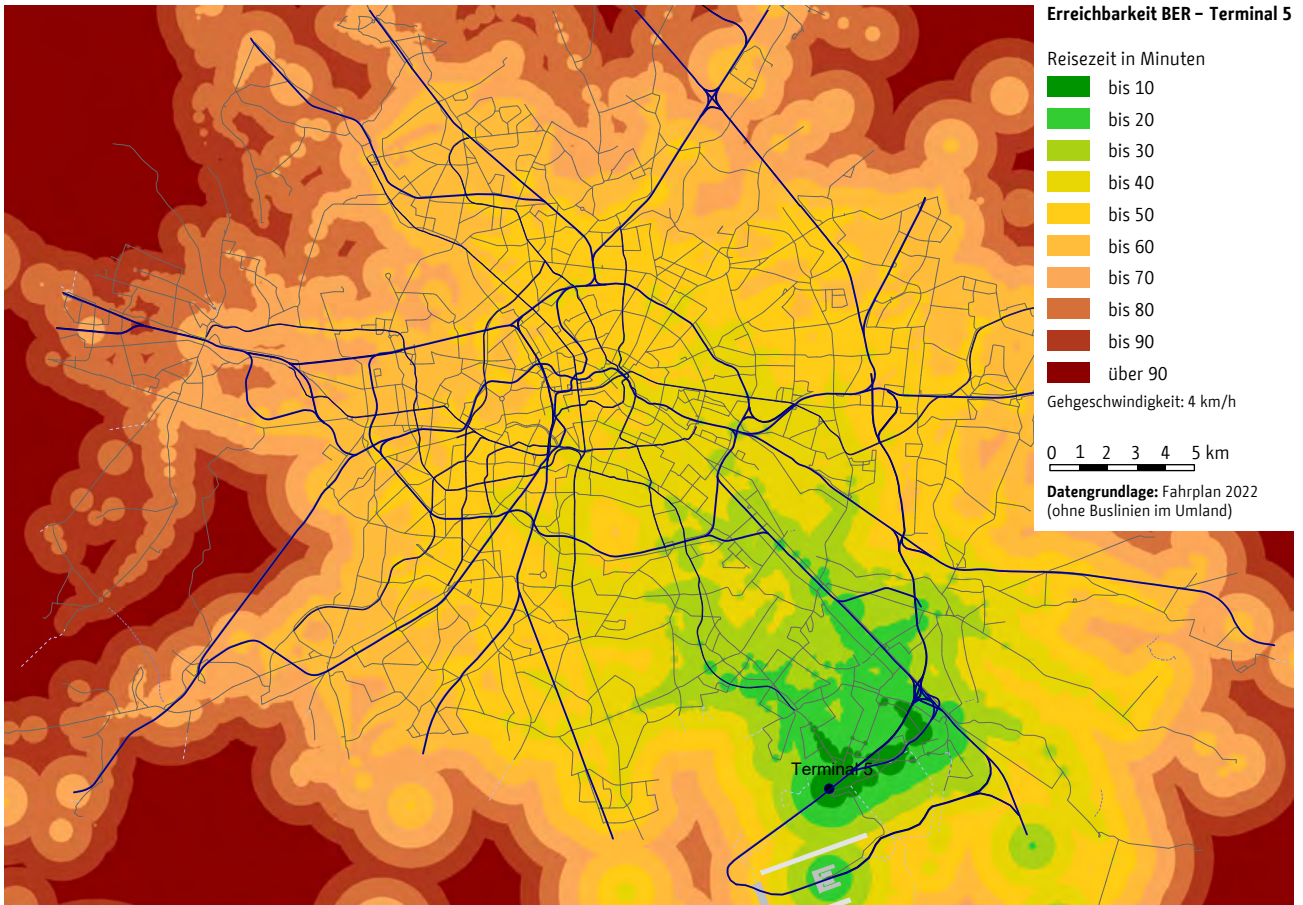 Erreichbarkeit BER – Terminal 5
Reisezeit in Minuten
bis 10
bis 20
bis 30
bis 40
bis 50
bis 60
bis 70
bis 80
bis 90
über 90
Gehgeschwindigkeit: 4 km/h
0 1 2 3 4 5 km
Datengrundlage: Fahrplan 2022
(ohne Buslinien im Umland)
Terminal 5